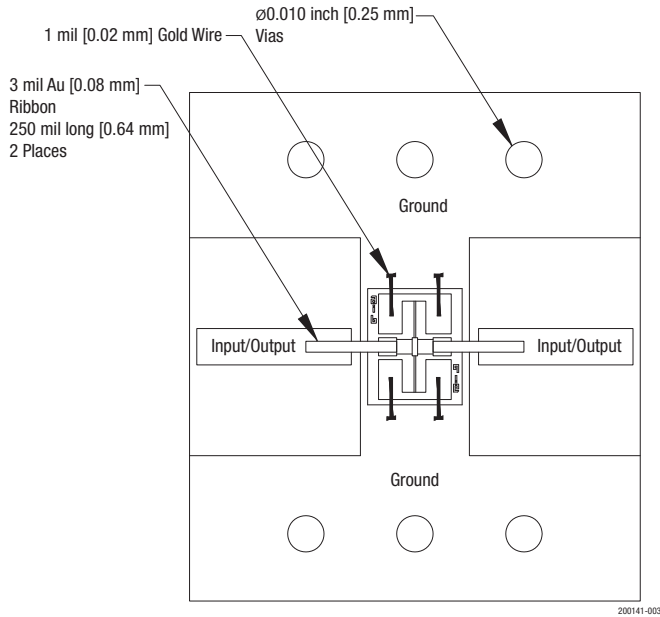 ø0.010 inch [0.25 mm]
Vias
1 mil [0.02 mm] Gold Wire
3 mil Au [0.08 mm]
Ribbon
250 mil long [0.64 mm]
2 Places
Ground
Input/Output
Input/Output
Ground
200141-003